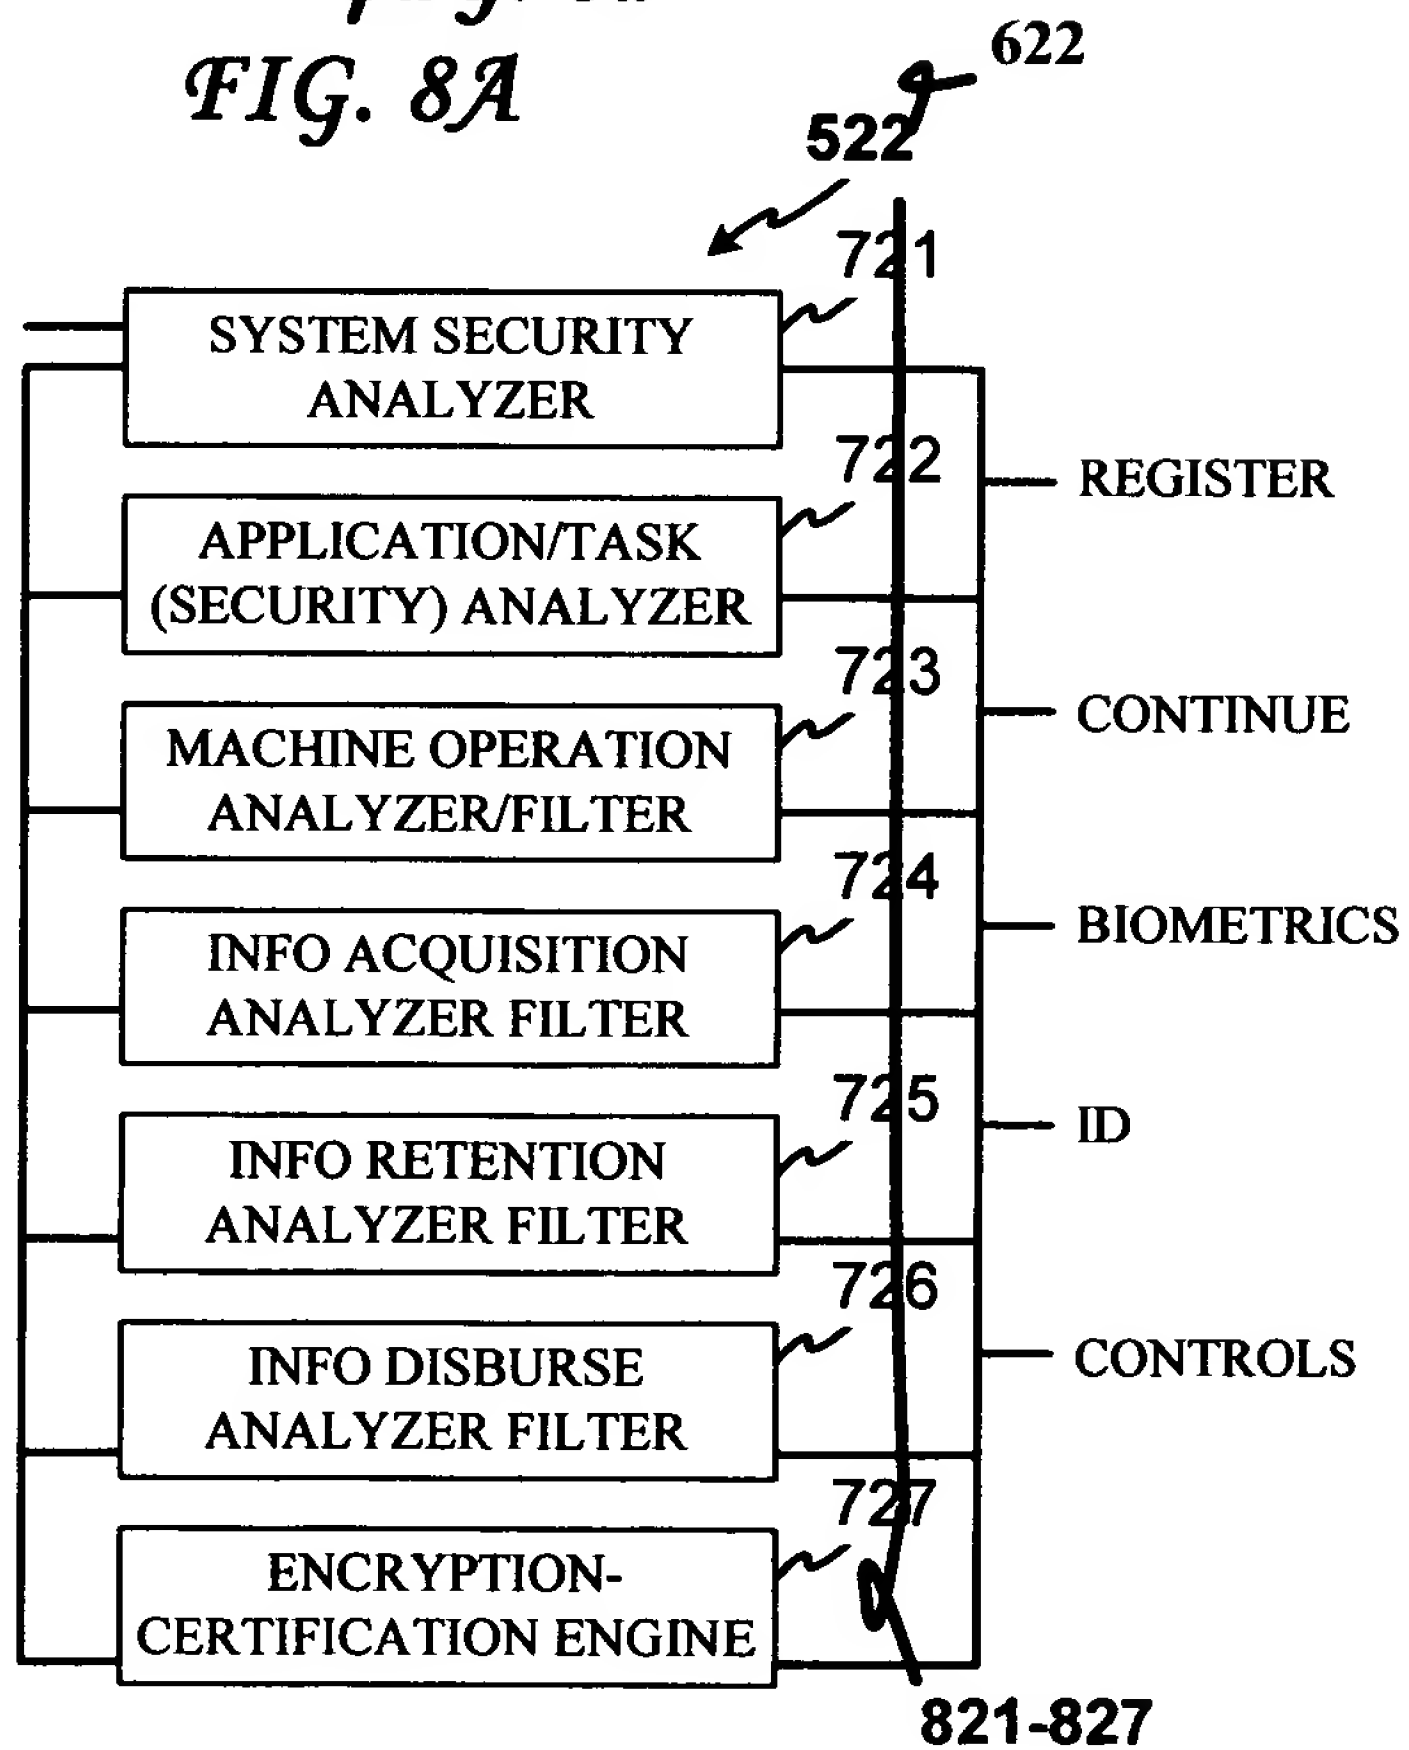 FIG. 8A
622
522
721
SYSTEM SECURITY
ANALYZER
722
REGISTER
APPLICATION/TASK
(SECURITY) ANALYZER
723
CONTINUE
MACHINE OPERATION
ANALYZER/FILTER
724
BIOMETRICS
INFO ACQUISITION
ANALYZER FILTER
725
ID
INFO RETENTION
ANALYZER FILTER
726
CONTROLS
INFO DISBURSE
ANALYZER FILTER
727
ENCRYPTION-
CERTIFICATION ENGINE
821-827